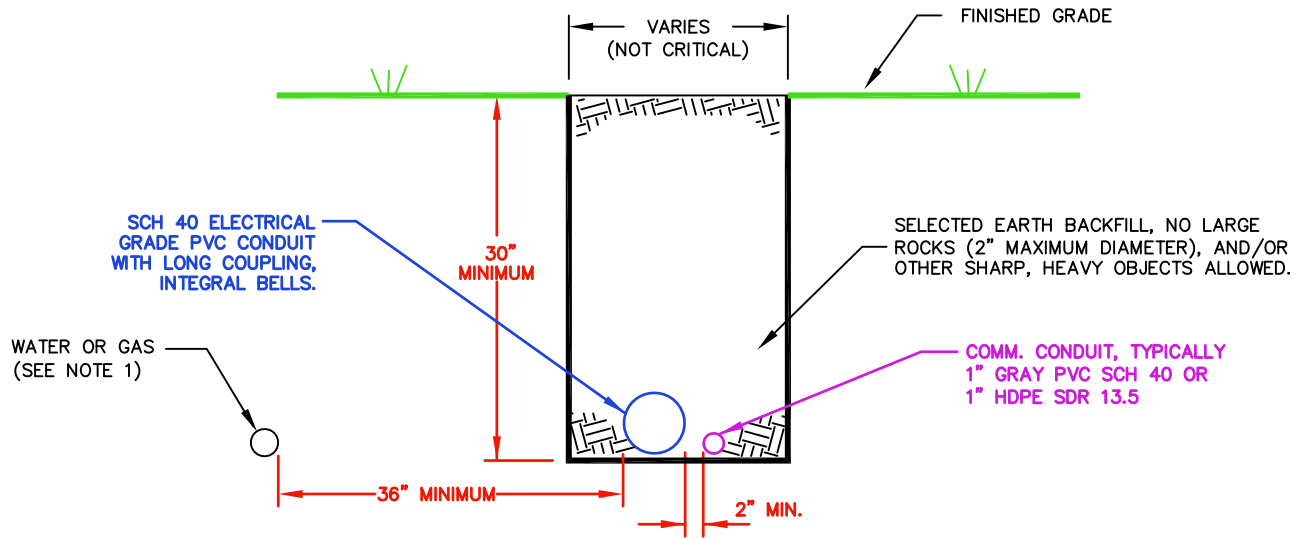 VARIES
(NOT CRITICAL)
FINISHED GRADE
SCH 40 ELECTRICAL
GRADE PVC CONDUIT
WITH LONG COUPLING,
INTEGRAL BELLS.
30"
MINIMUM
SELECTED EARTH BACKFILL, NO LARGE
ROCKS (2" MAXIMUM DIAMETER), AND/OR
OTHER SHARP, HEAVY OBJECTS ALLOWED.
WATER OR GAS
(SEE NOTE 1)
COMM. CONDUIT, TYPICALLY
1" GRAY PVC SCH 40 OR
1" HDPE SDR 13.5
36" MINIMUM
2" MIN.